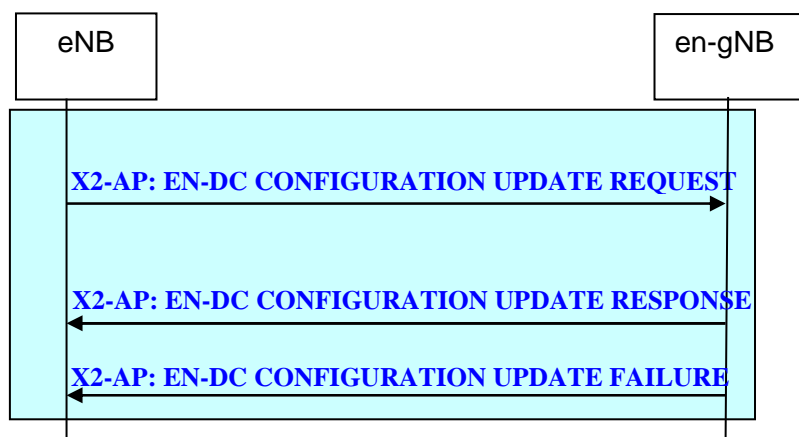 eNB
en-gNB
X2-AP: EN-DC CONFIGURATION UPDATE REQUEST
X2-AP: EN-DC CONFIGURATION UPDATE RESPONSE
X2-AP: EN-DC CONFIGURATION UPDATE FAILURE